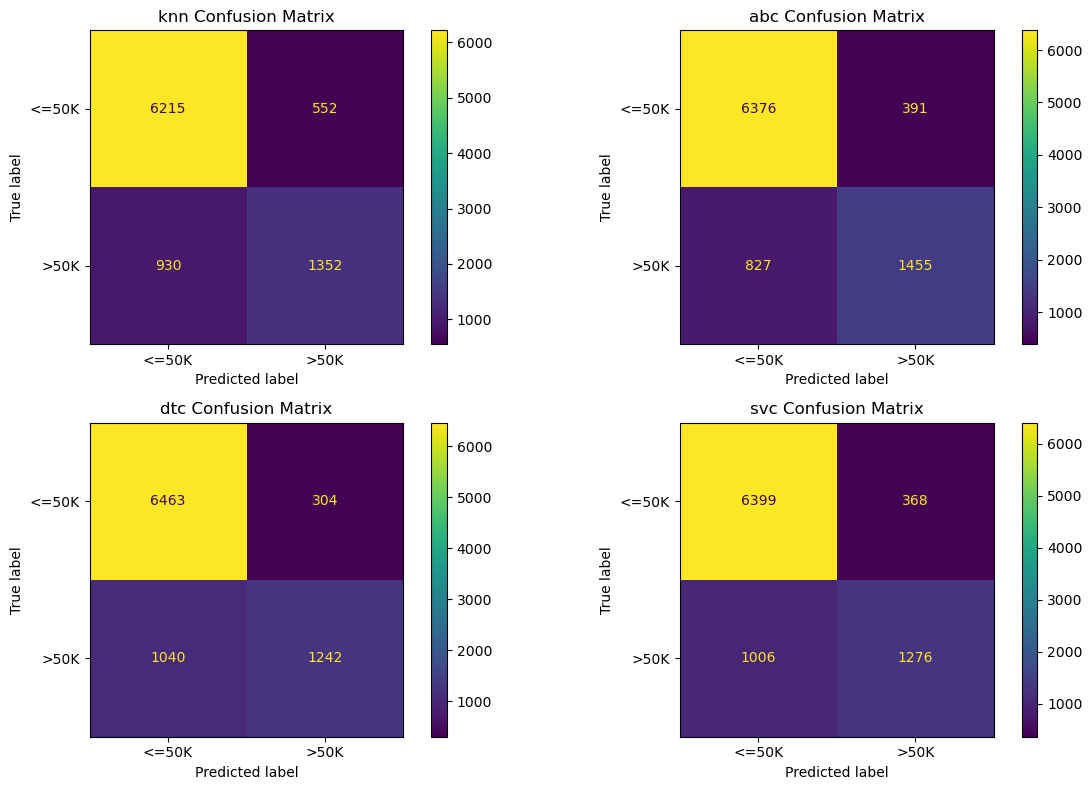 knn Confusion Matrix
6000
5000
4000
3000
2000
1000
<=50K
>50K
True label
6215
552
930
1352
<=50K
>50K
Predicted label
abc Confusion Matrix
6000
5000
4000
3000
2000
1000
<=50K
>50K
True label
6376
391
827
1455
<=50K
>50K
Predicted label
dtc Confusion Matrix
6000
5000
4000
3000
2000
1000
<=50K
>50K
True label
6463
304
1040
1242
<=50K
>50K
Predicted label
svc Confusion Matrix
6000
5000
4000
3000
2000
1000
<=50K
>50K
True label
6399
368
1006
1276
<=50K
>50K
Predicted label